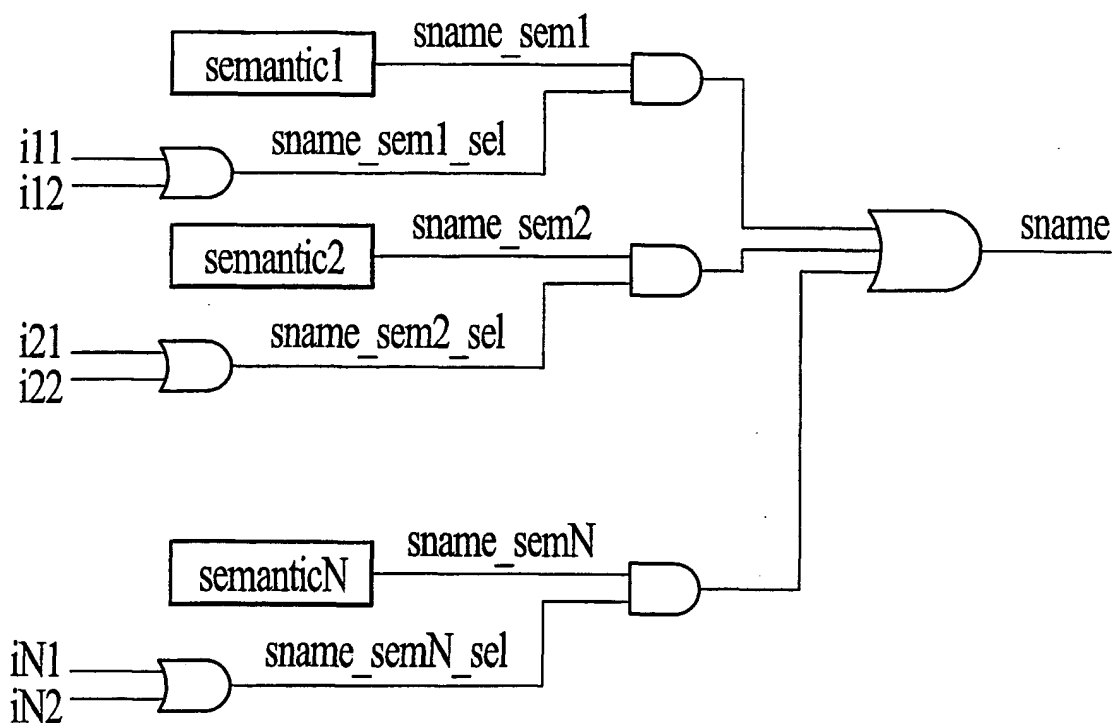 sname_sem1
semantic1
i11
sname_sem1_sel
i12
sname_sem2
sname
semantic2
i21
sname_sem2_sel
i22
sname_semN
semanticN
iN1
sname_semN_sel
iN2